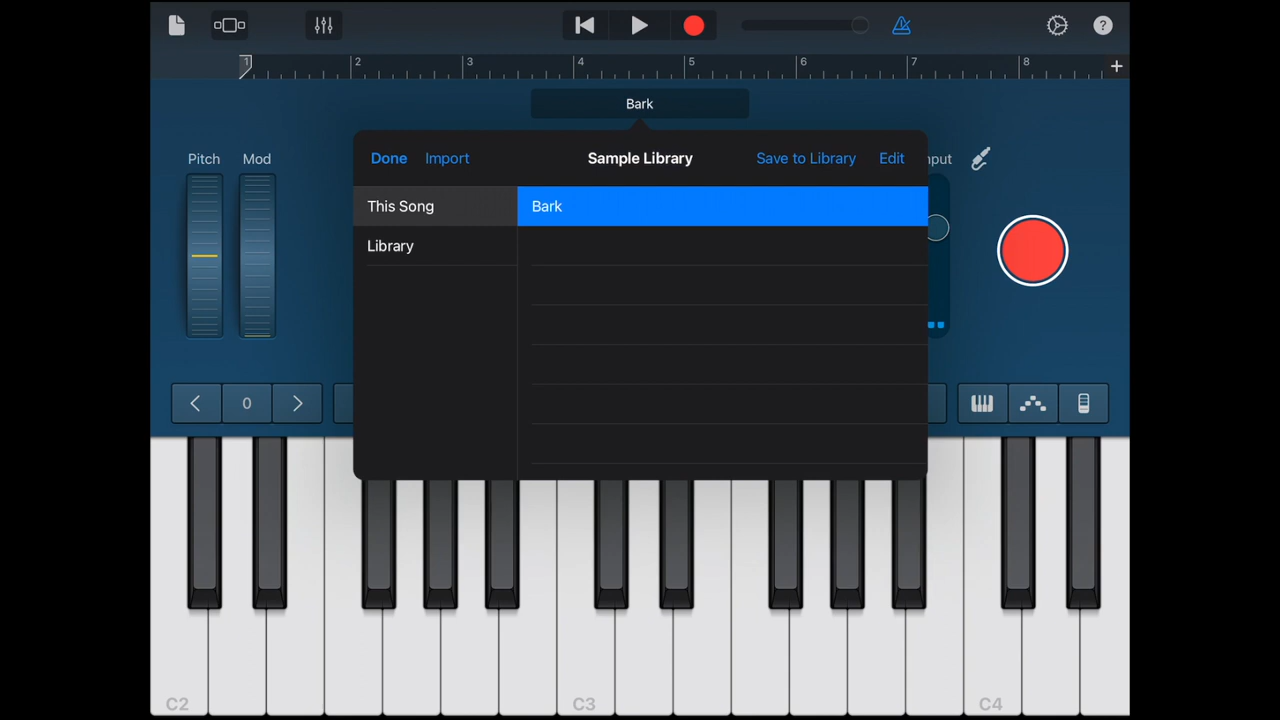 ?
1 2 3 4 5 6 7 8 +
Bark
Pitch Mod
Done Import Sample Library Save to Library Edit
nput
This Song
Bark
Library
< 0 >
C2 C3 C4